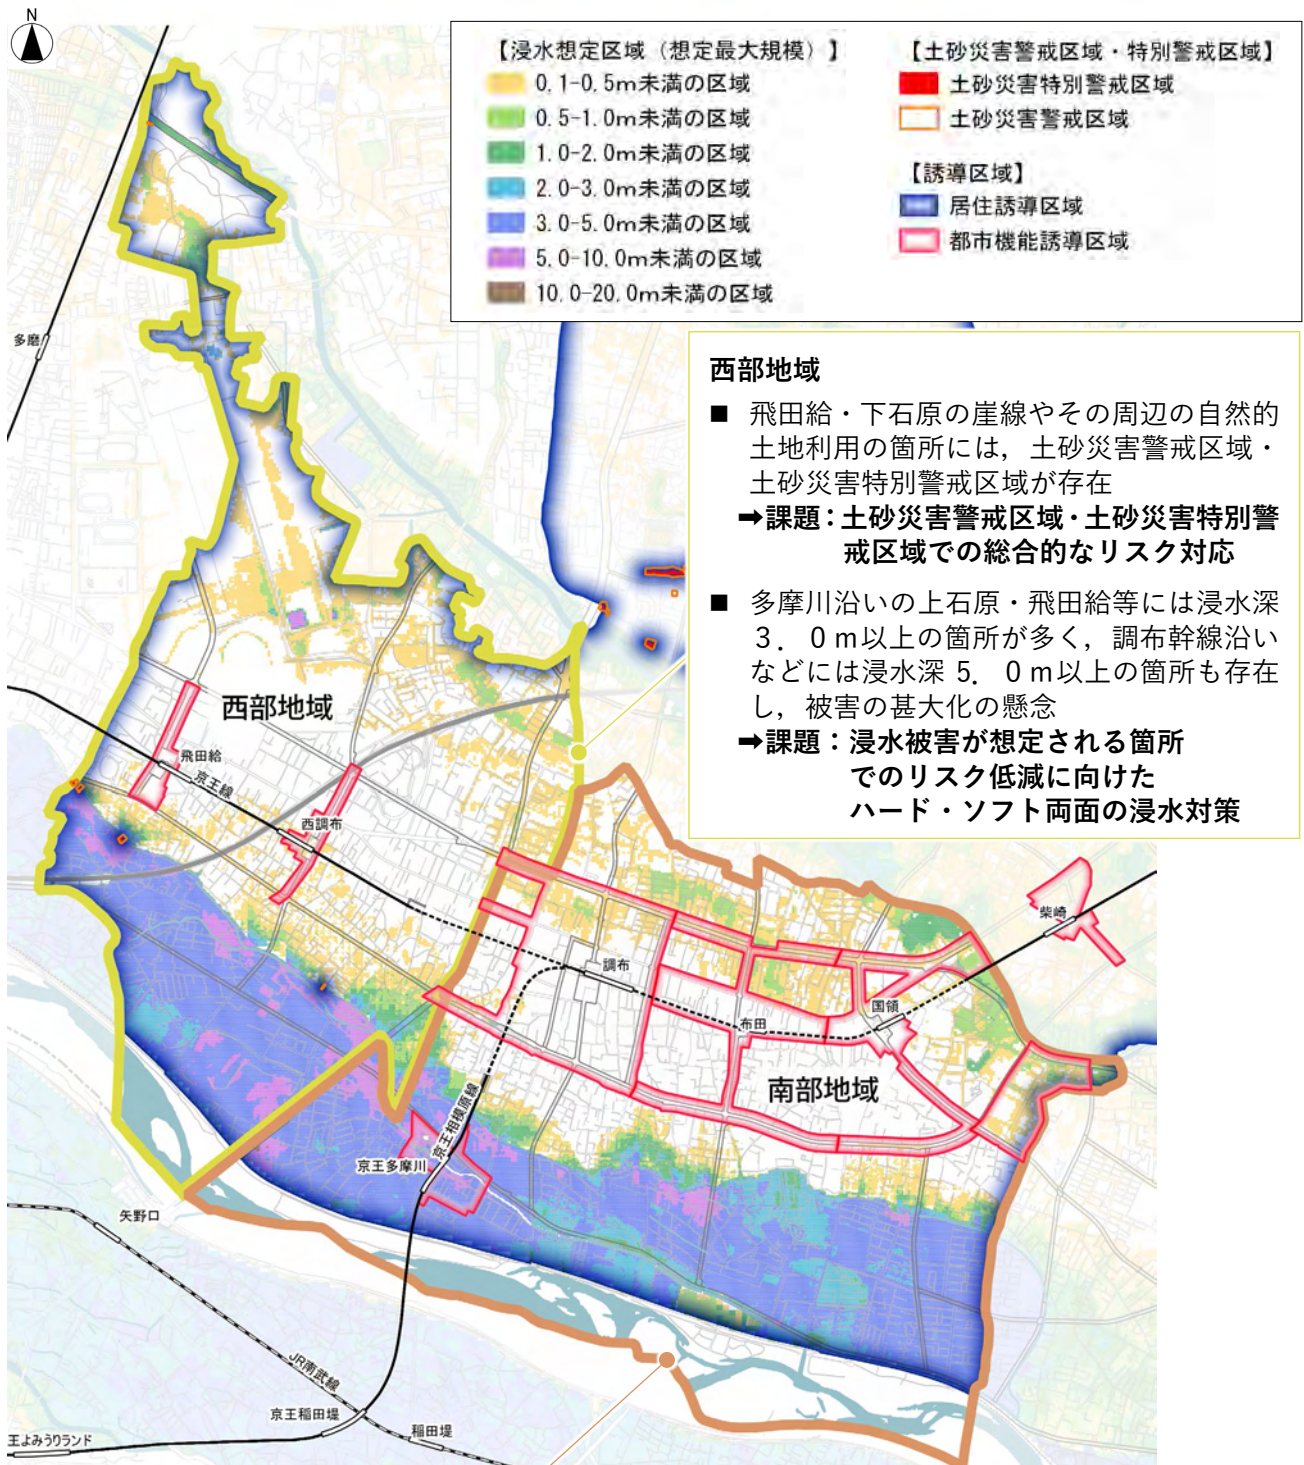 N
【浸水想定区域（想定最大規模）】
0.1-0.5m未満の区域
0.5-1.0m未満の区域
1.0-2.0m未満の区域
2.0-3.0m未満の区域
3.0-5.0m未満の区域
5.0-10.0m未満の区域
10.0-20.0m未満の区域
【土砂災害警戒区域・特別警戒区域】
土砂災害特別警戒区域
土砂災害警戒区域
【誘導区域】
居住誘導区域
都市機能誘導区域
西部地域
■ 飛田給・下石原の崖線やその周辺の自然的
土地利用の箇所には，土砂災害警戒区域・
土砂災害特別警戒区域が存在
➡課題：土砂災害警戒区域・土砂災害特別警
戒区域での総合的なリスク対応
■ 多摩川沿いの上石原・飛田給等には浸水深
３．０ｍ以上の箇所が多く，調布幹線沿い
などには浸水深 5．０ｍ以上の箇所も存在
し，被害の甚大化の懸念
➡課題：浸水被害が想定される箇所
でのリスク低減に向けた
ハード・ソフト両面の浸水対策
多磨
西部地域
飛田給
京王線
西調布
柴崎
調布
国領
布田
南部地域
京王相模原線
京王多摩川
矢野口
JR南武線
京王稲田堤
稲田堤
王よみうりランド